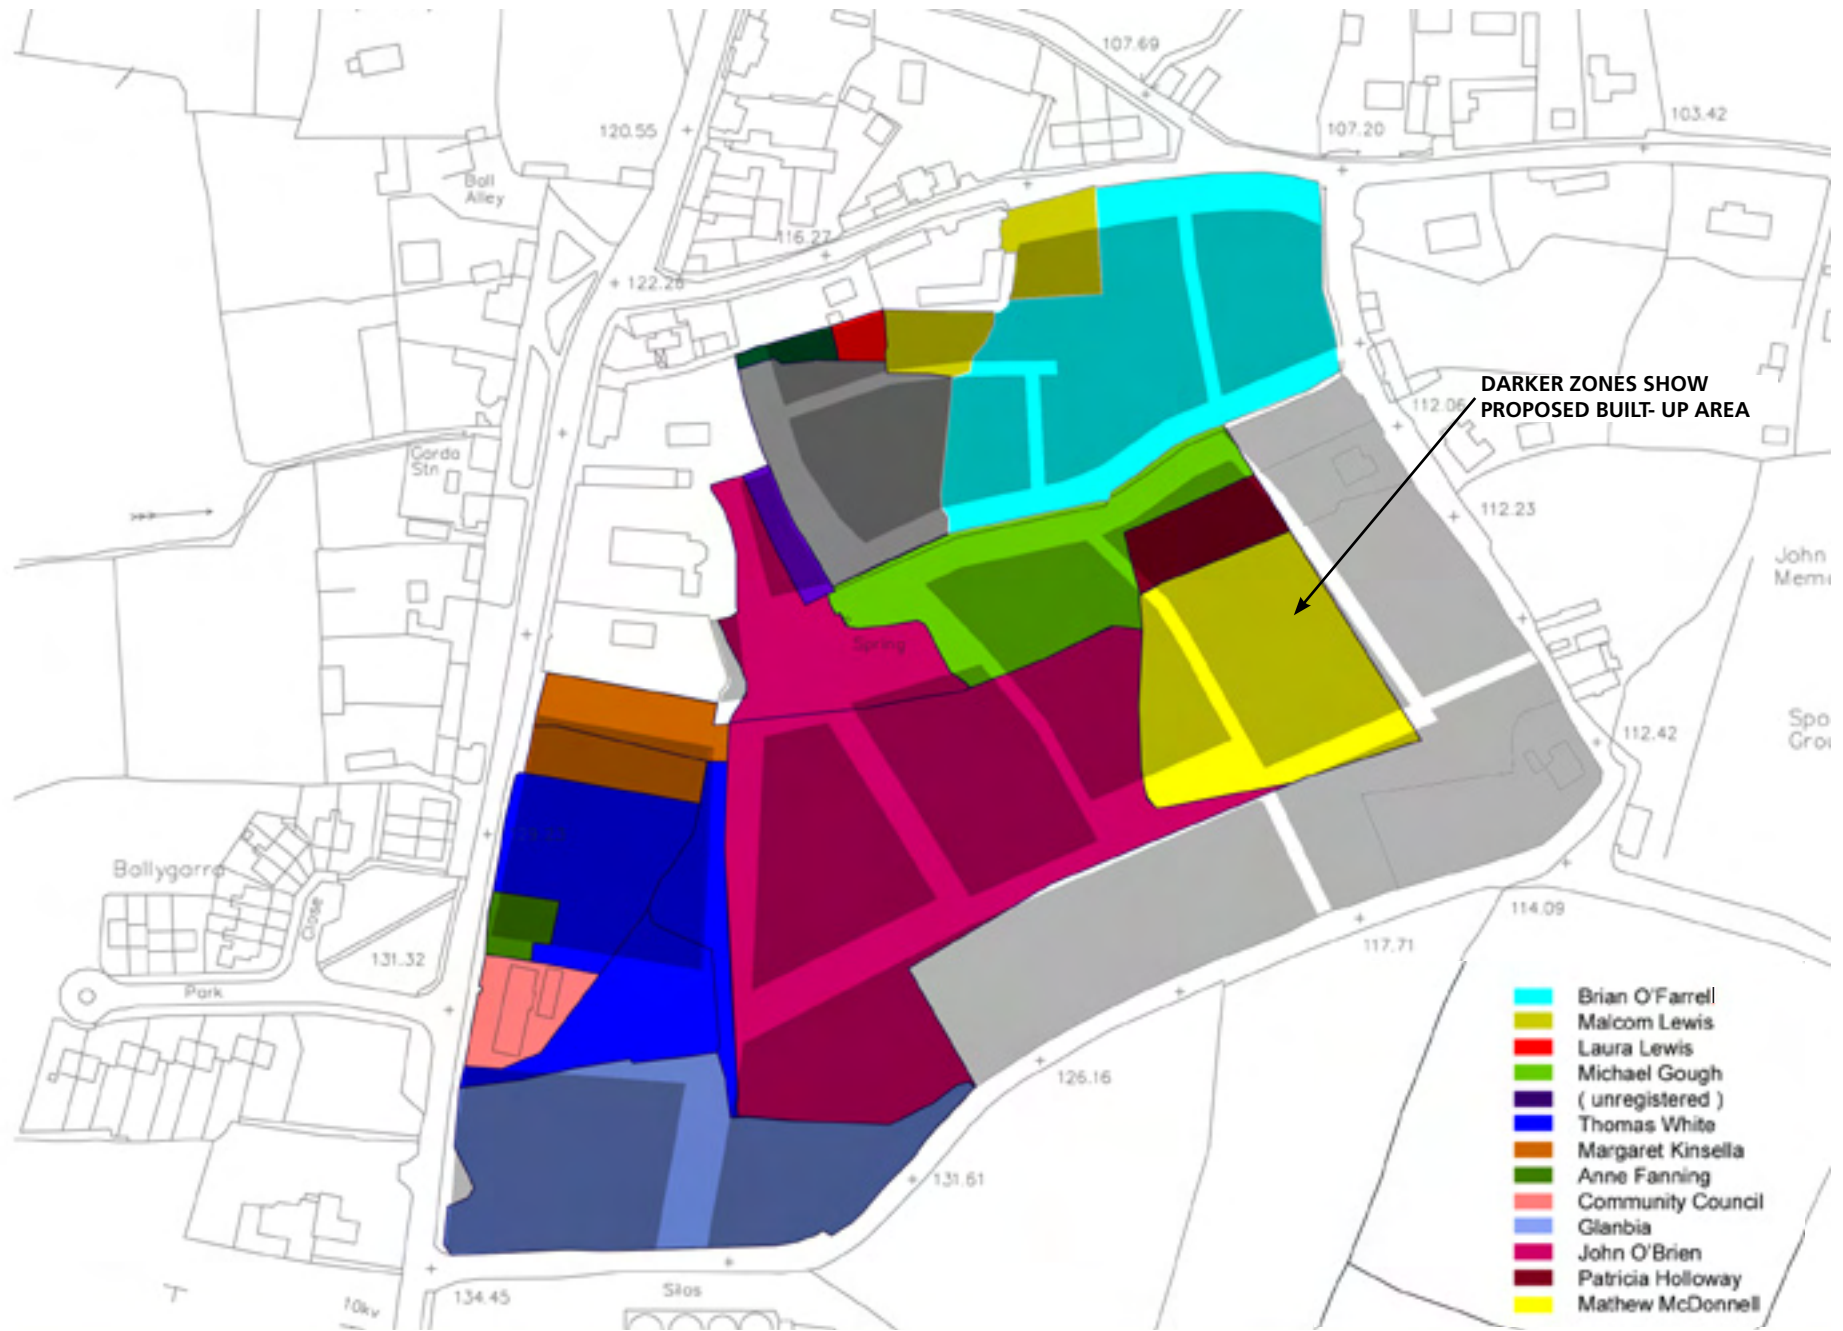 107.69
103.42
120.55
107.20
Ball
Alley
116.27
122.26
DARKER ZONES SHOW
PROPOSED BUILT- UP AREA
112.06
Garda
Stn
112.23
John
Spring
112.42
Close
131.32
Park
114.09
117.71
126.16
131.61
134.45
Silos
10kv
Brian O'Farrell
Malcom Lewis
Laura Lewis
Michael Gough
( unregistered )
Thomas White
Margaret Kinsella
Anne Fanning
Community Council
Glanbia
John O'Brien
Patricia Holloway
Mathew McDonnell